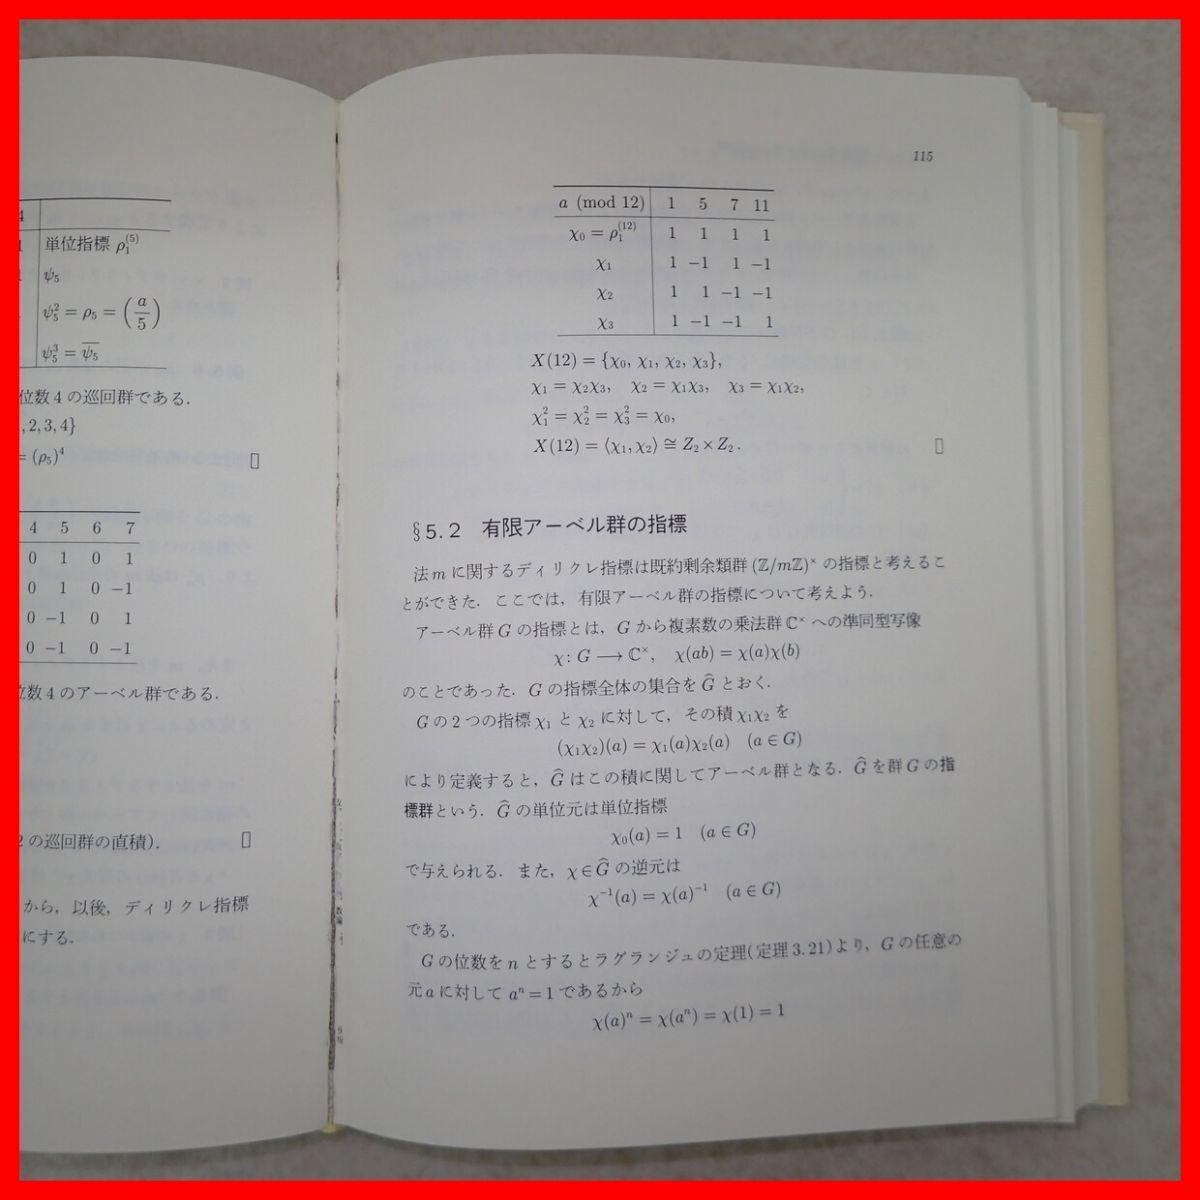 4
1 単位指標 ρ₁⁽⁵⁾
1 ψ₅
ψ₅² = ρ₅ = (a/5)
ψ₅³ = ψ̅₅
位数4の巡回群である.
, 2, 3, 4}
= (ρ₅)⁴ ▯
4 5 6 7
0 1 0 1
0 1 0 −1
0 −1 0 1
0 −1 0 −1
位数4のアーベル群である.
2の巡回群の直積). ▯
から, 以後, ディリクレ指標
にする.
115
a (mod 12) 1 5 7 11
χ₀ = ρ₁⁽¹²⁾ 1 1 1 1
χ₁ 1 −1 1 −1
χ₂ 1 1 −1 −1
χ₃ 1 −1 −1 1
X(12) = {χ₀, χ₁, χ₂, χ₃},
χ₁ = χ₂χ₃, χ₂ = χ₁χ₃, χ₃ = χ₁χ₂,
χ₁² = χ₂² = χ₃² = χ₀,
X(12) = ⟨χ₁, χ₂⟩ ≅ Z₂ × Z₂. ▯
§5.2 有限アーベル群の指標
法 m に関するディリクレ指標は既約剰余類群 (ℤ/mℤ)ˣ の指標と考えるこ
とができた. ここでは, 有限アーベル群の指標について考えよう.
アーベル群 G の指標とは, G から複素数の乗法群 ℂˣ への準同型写像
χ: G ⟶ ℂˣ, χ(ab) = χ(a)χ(b)
のことであった. G の指標全体の集合を Ĝ とおく.
G の2つの指標 χ₁ と χ₂ に対して, その積 χ₁χ₂ を
(χ₁χ₂)(a) = χ₁(a)χ₂(a) (a ∈ G)
により定義すると, Ĝ はこの積に関してアーベル群となる. Ĝ を群 G の指
標群という. Ĝ の単位元は単位指標
χ₀(a) = 1 (a ∈ G)
で与えられる. また, χ ∈ Ĝ の逆元は
χ⁻¹(a) = χ(a)⁻¹ (a ∈ G)
である.
G の位数を n とするとラグランジュの定理(定理 3.21)より, G の任意の
元 a に対して aⁿ = 1 であるから
χ(a)ⁿ = χ(aⁿ) = χ(1) = 1